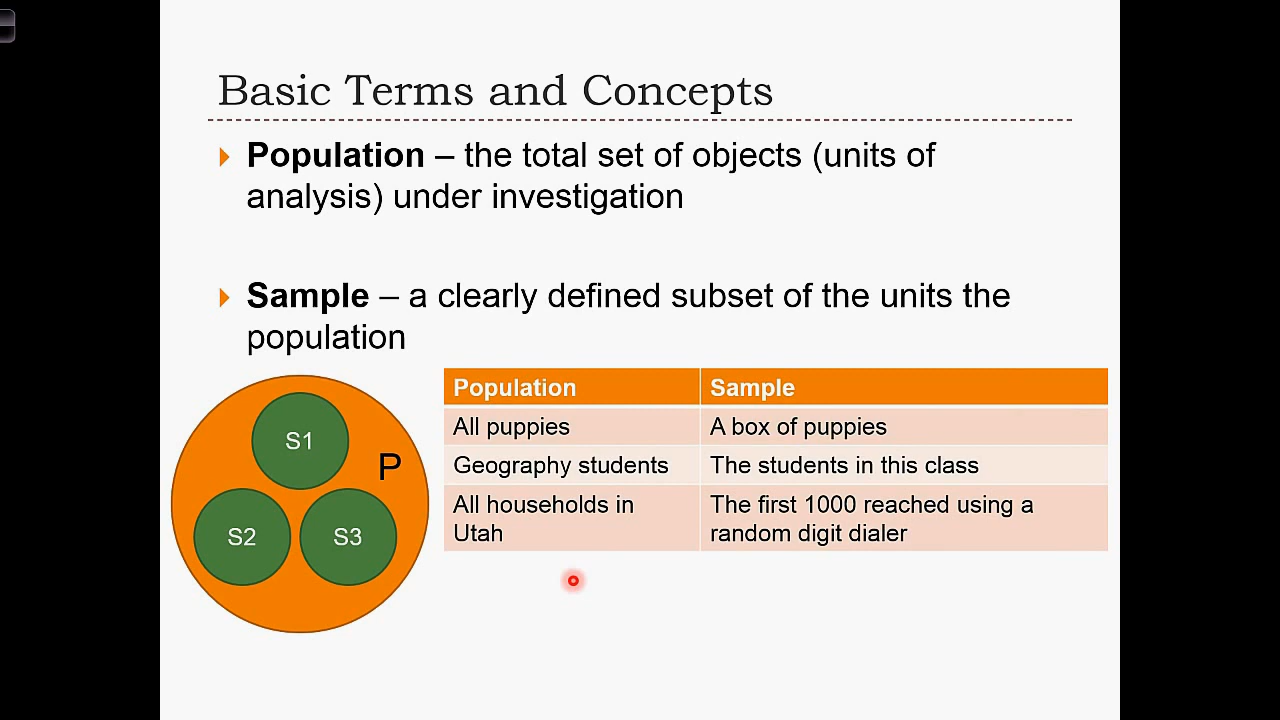 Basic Terms and Concepts
Population – the total set of objects (units of
analysis) under investigation
Sample – a clearly defined subset of the units the
population
S1
P
S2
S3
Population
Sample
All puppies
A box of puppies
Geography students
The students in this class
All households in
Utah
The first 1000 reached using a
random digit dialer